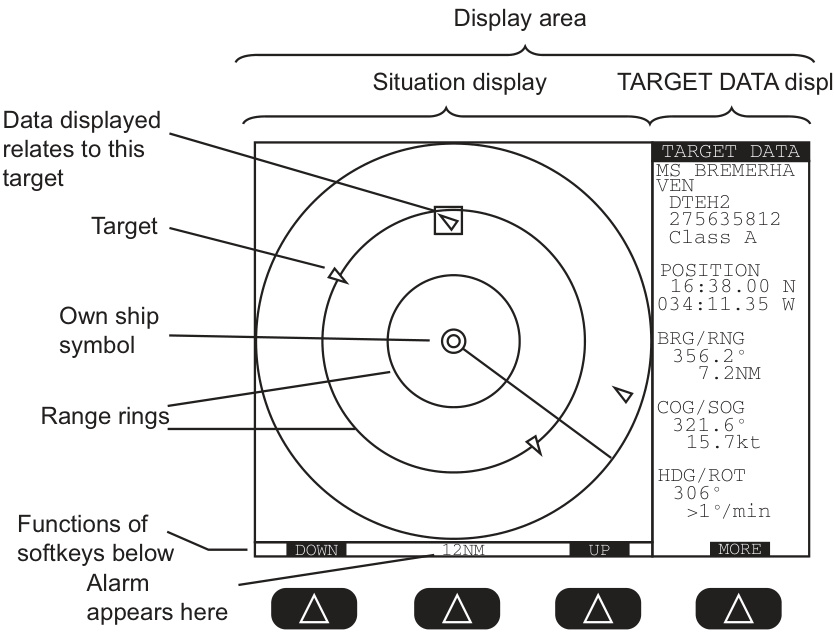 Display area
Situation display
TARGET DATA displ
Data displayed
relates to this
target
Target
Own ship
symbol
Range rings
Functions of
softkeys below
Alarm
appears here
TARGET DATA
MS BREMERHA
VEN
DTEH2
275635812
Class A
POSITION
16:38.00 N
034:11.35 W
BRG/RNG
356.2°
7.2NM
COG/SOG
321.6°
15.7kt
HDG/ROT
306°
>1°/min
DOWN
12NM
UP
MORE